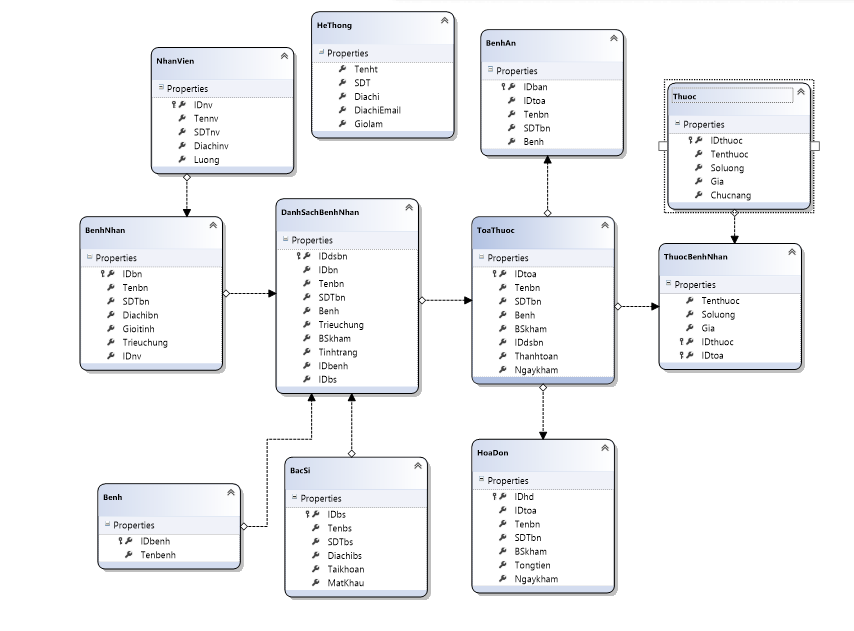 NhanVien
Properties
IDnv
Tennv
SDTnv
Diachinv
Luong
HeThong
Properties
Tenht
SDT
Diachi
DiachiEmail
Giolam
BenhAn
Properties
IDban
IDtoa
Tenbn
SDTbn
Benh
Thuoc
Properties
IDthuoc
Tenthuoc
Soluong
Gia
Chucnang
BenhNhan
Properties
IDbn
Tenbn
SDTbn
Diachibn
Gioitinh
Trieuchung
IDnv
DanhSachBenhNhan
Properties
IDdsbn
IDbn
Tenbn
SDTbn
Benh
Trieuchung
BSkham
Tinhtrang
IDbenh
IDbs
ToaThuoc
Properties
IDtoa
Tenbn
SDTbn
Benh
BSkham
IDdsbn
Thanhtoan
Ngaykham
ThuocBenhNhan
Properties
Tenthuoc
Soluong
Gia
IDthuoc
IDtoa
Benh
Properties
IDbenh
Tenbenh
BacSi
Properties
IDbs
Tenbs
SDTbs
Diachibs
Taikhoan
MatKhau
HoaDon
Properties
IDhd
IDtoa
Tenbn
SDTbn
BSkham
Tongtien
Ngaykham